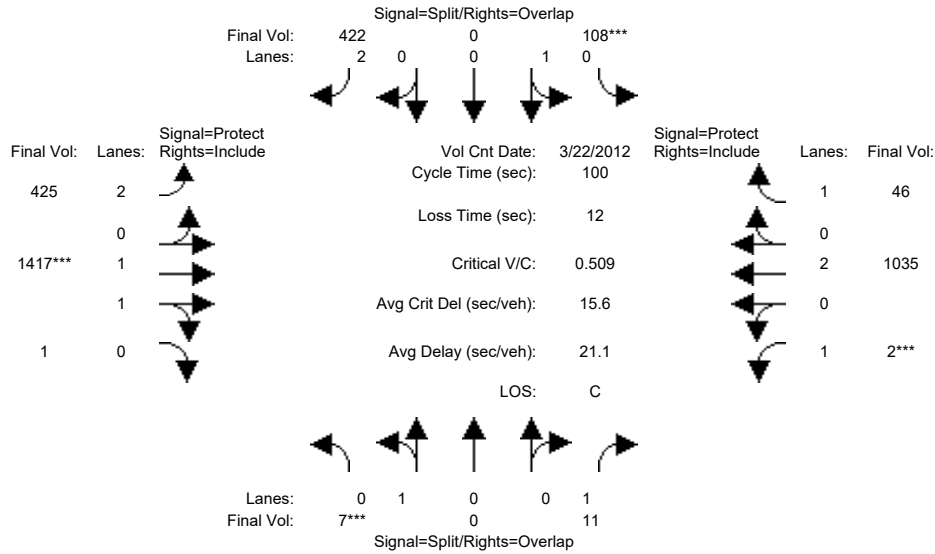 Signal=Split/Rights=Overlap
Final Vol: 422 0 108***
Lanes: 2 0 0 1 0
Signal=Protect Signal=Protect
Final Vol: Lanes: Rights=Include Vol Cnt Date: 3/22/2012 Rights=Include Lanes: Final Vol:
Cycle Time (sec): 100
425 2 1 46
Loss Time (sec): 12
0 0
1417*** 1 Critical V/C: 0.509 2 1035
1 Avg Crit Del (sec/veh): 15.6 0
1 0 Avg Delay (sec/veh): 21.1 1 2***
LOS: C
Lanes: 0 1 0 0 1
Final Vol: 7*** 0 11
Signal=Split/Rights=Overlap